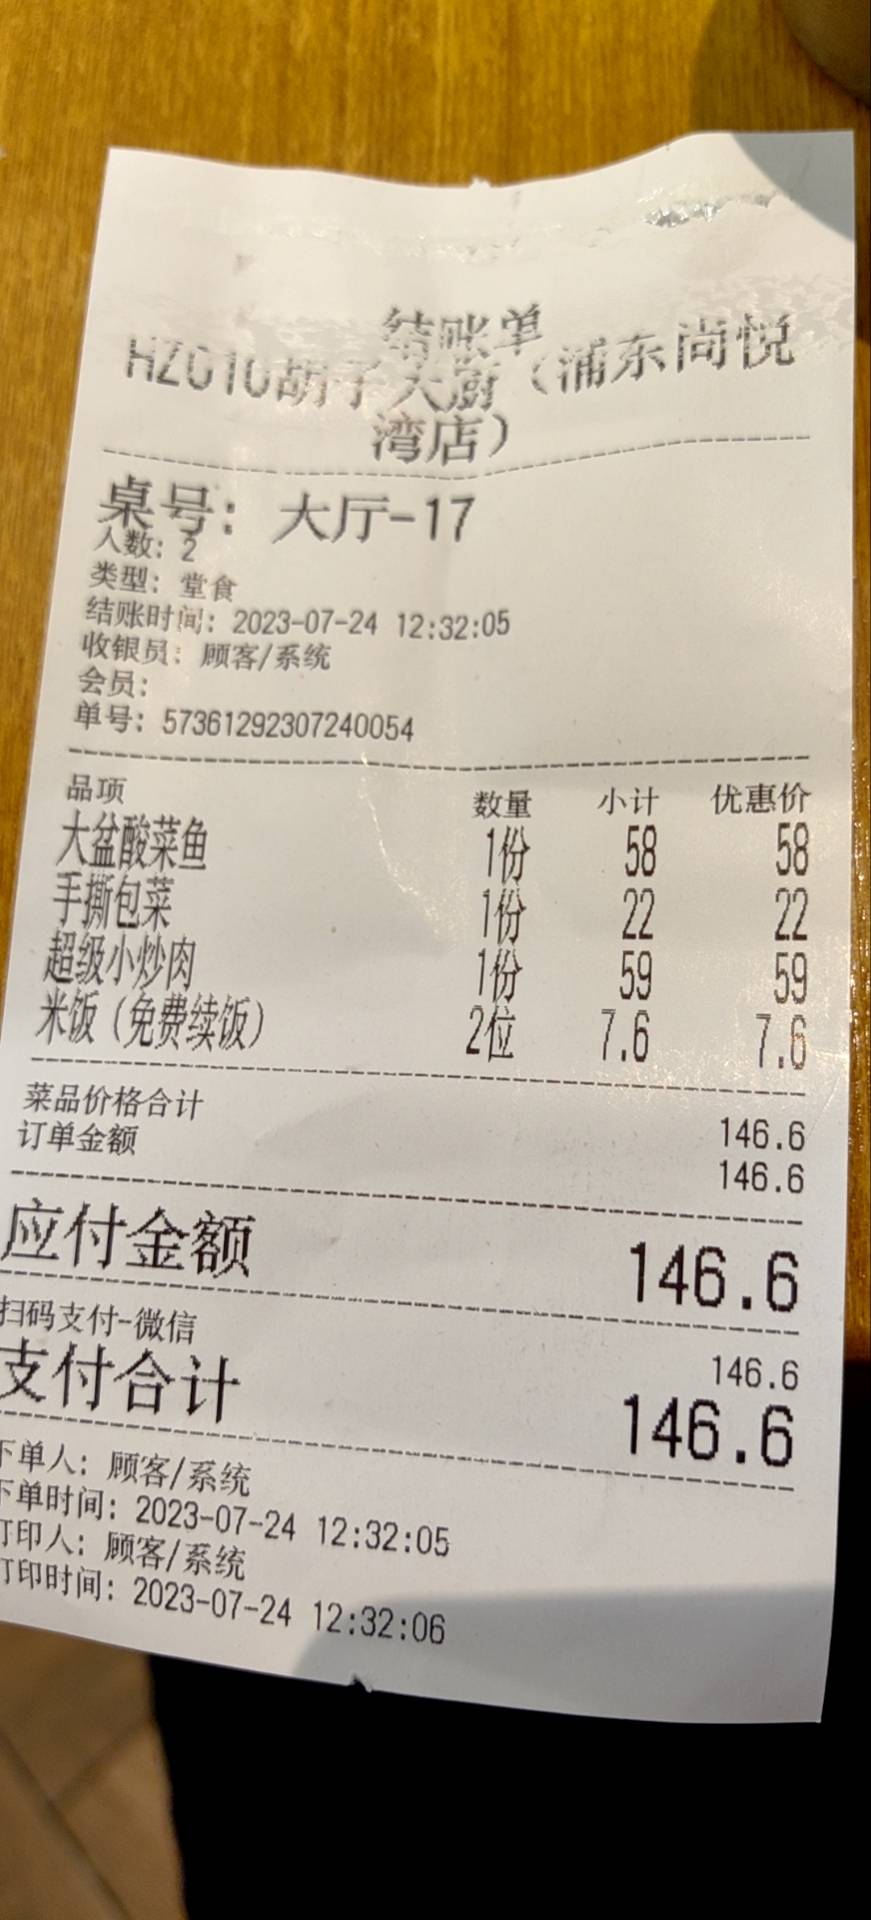 结账单
HZ010胡子大厨（浦东尚悦
湾店）
桌号：大厅-17
人数：2
类型：堂食
结账时间：2023-07-24 12:32:05
收银员：顾客/系统
会员：
单号：57361292307240054
品项 数量 小计 优惠价
大盆酸菜鱼 1份 58 58
手撕包菜 1份 22 22
超级小炒肉 1份 59 59
米饭（免费续饭） 2位 7.6 7.6
菜品价格合计 146.6
订单金额 146.6
应付金额 146.6
扫码支付-微信 146.6
支付合计 146.6
下单人：顾客/系统
下单时间：2023-07-24 12:32:05
打印人：顾客/系统
打印时间：2023-07-24 12:32:06